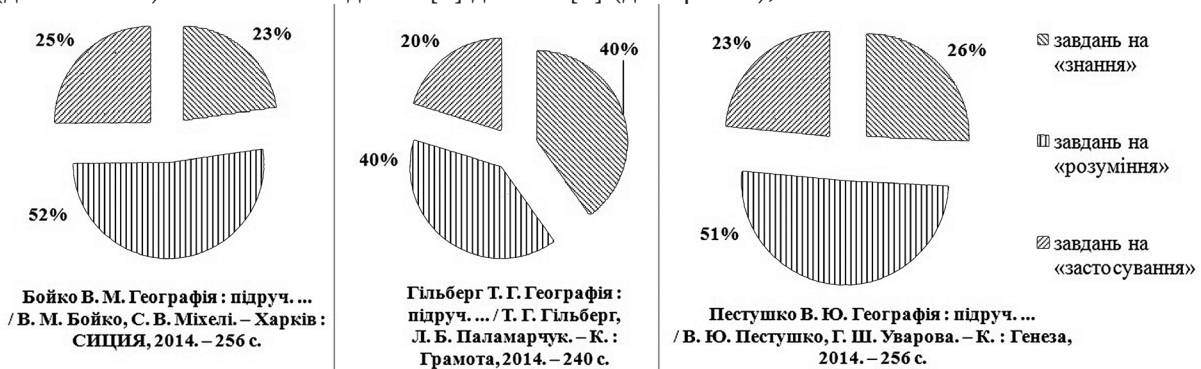 25%
23%
52%
Бойко В. М. Географія : підруч. ...
/ В. М. Бойко, С. В. Міхелі. – Харків :
СИЦИЯ, 2014. – 256 с.
20%
40%
40%
Гільберг Т. Г. Географія :
підруч. ... / Т. Г. Гільберг,
Л. Б. Паламарчук. – К. :
Грамота, 2014. – 240 с.
23%
26%
51%
Пестушко В. Ю. Географія : підруч. ...
/ В. Ю. Пестушко, Г. Ш. Уварова. – К. : Генеза,
2014. – 256 с.
завдань на
«знання»
завдань на
«розуміння»
завдань на
«застосування»